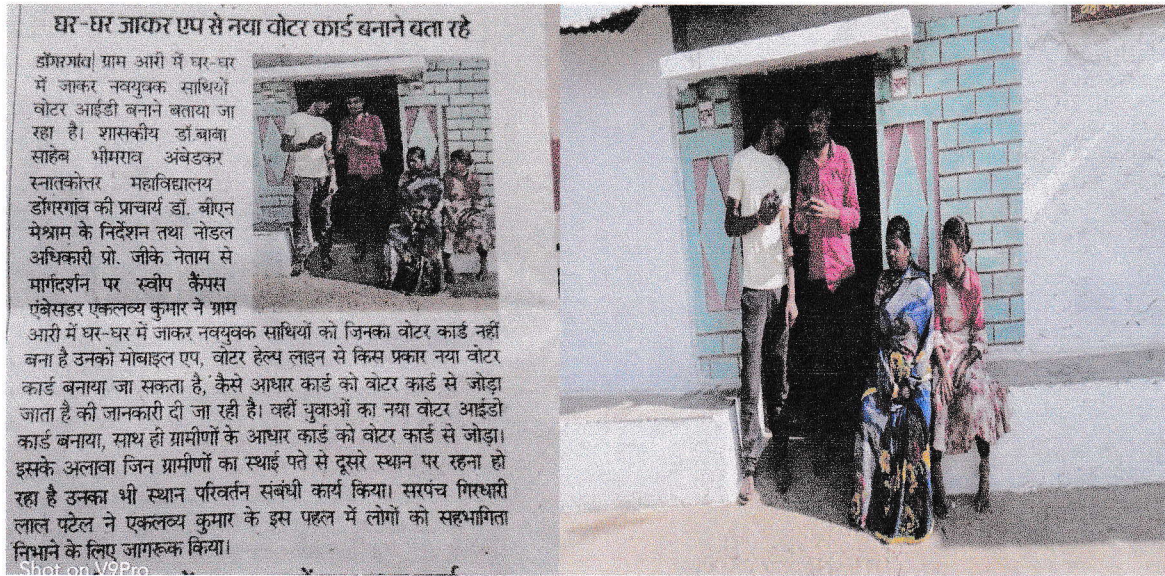 घर-घर जाकर एप से नया वोटर कार्ड बनाने बता रहे
डोंगरगांव| ग्राम आरी में घर-घर
में जाकर नवयुवक साथियों
वोटर आईडी बनाने बताया जा
रहा है। शासकीय डॉ बाबा
साहेब भीमराव अंबेडकर
स्नातकोत्तर महाविद्यालय
डोंगरगांव की प्राचार्य डॉ. बीएन
मेश्राम के निर्देशन तथा नोडल
अधिकारी प्रो. जीके नेताम से
मार्गदर्शन पर स्वीप कैंपस
एंबेसडर एकलव्य कुमार ने ग्राम
आरी में घर-घर में जाकर नवयुवक साथियों को जिनका वोटर कार्ड नहीं
बना है उनको मोबाइल एप, वोटर हेल्प लाइन से किस प्रकार नया वोटर
कार्ड बनाया जा सकता है, कैसे आधार कार्ड को वोटर कार्ड से जोड़ा
जाता है की जानकारी दी जा रही है। वहीं युवाओं का नया वोटर आईडी
कार्ड बनाया, साथ ही ग्रामीणों के आधार कार्ड को वोटर कार्ड से जोड़ा।
इसके अलावा जिन ग्रामीणों का स्थाई पते से दूसरे स्थान पर रहना हो
रहा है उनका भी स्थान परिवर्तन संबंधी कार्य किया। सरपंच गिरधारी
लाल पटेल ने एकलव्य कुमार के इस पहल में लोगों को सहभागिता
निभाने के लिए जागरूक किया।
Shot on V9Pro